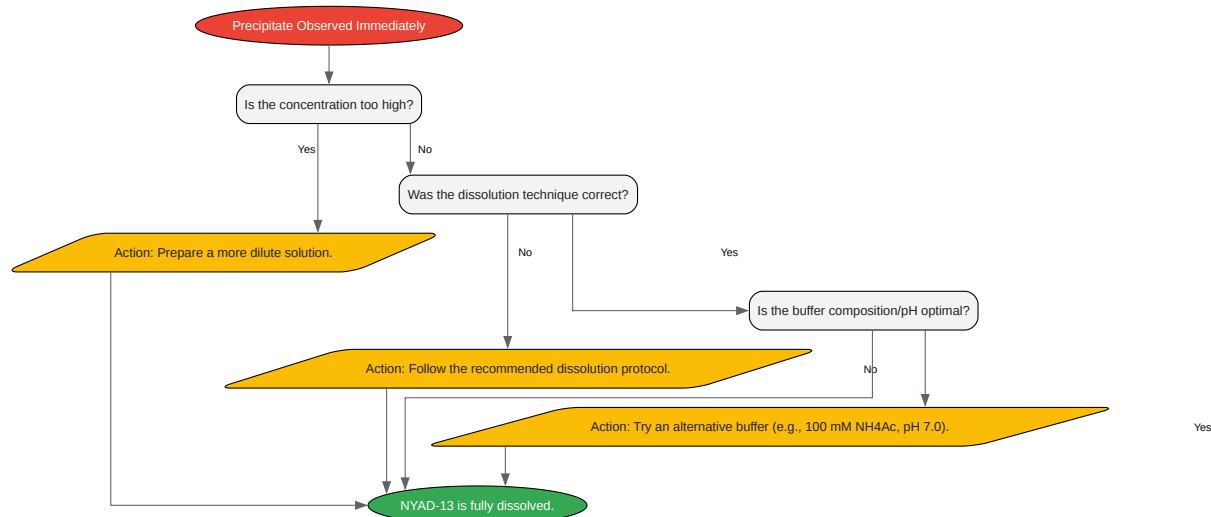 Precipitate Observed Immediately
Is the concentration too high?
Yes
No
Was the dissolution technique correct?
Action: Prepare a more dilute solution.
No
Yes
Is the buffer composition/pH optimal?
Action: Follow the recommended dissolution protocol.
No
Action: Try an alternative buffer (e.g., 100 mM NH4Ac, pH 7.0).
Yes
NYAD-13 is fully dissolved.